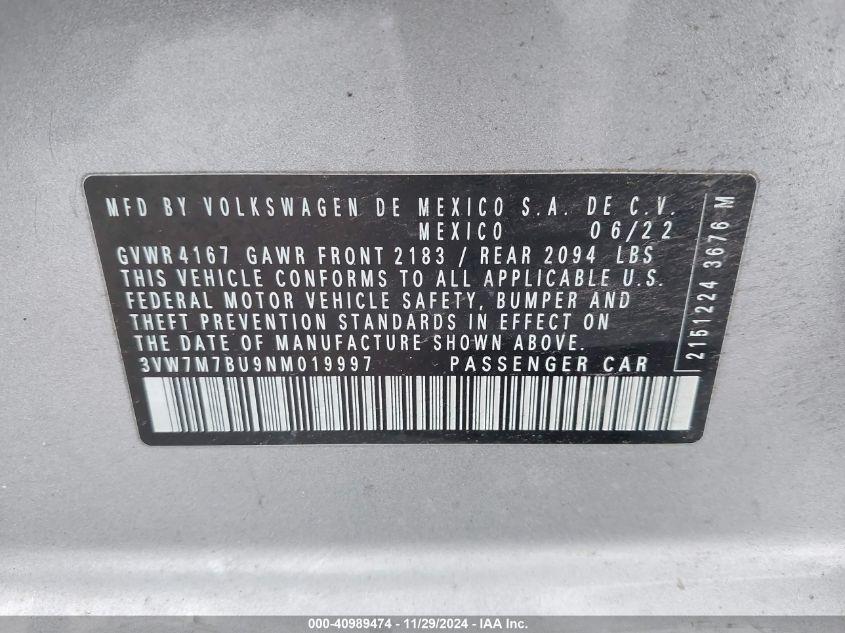 MFD BY VOLKSWAGEN DE MEXICO S.A. DE C.V.
MEXICO 06/22
GVWR 4167 GAWR FRONT 2183 / REAR 2094 LBS
THIS VEHICLE CONFORMS TO ALL APPLICABLE U.S.
FEDERAL MOTOR VEHICLE SAFETY, BUMPER AND
THEFT PREVENTION STANDARDS IN EFFECT ON
THE DATE OF MANUFACTURE SHOWN ABOVE.
3VW7M7BU9NM019997 PASSENGER CAR
2151224 3676 M
000-40989474 - 11/29/2024 - IAA Inc.